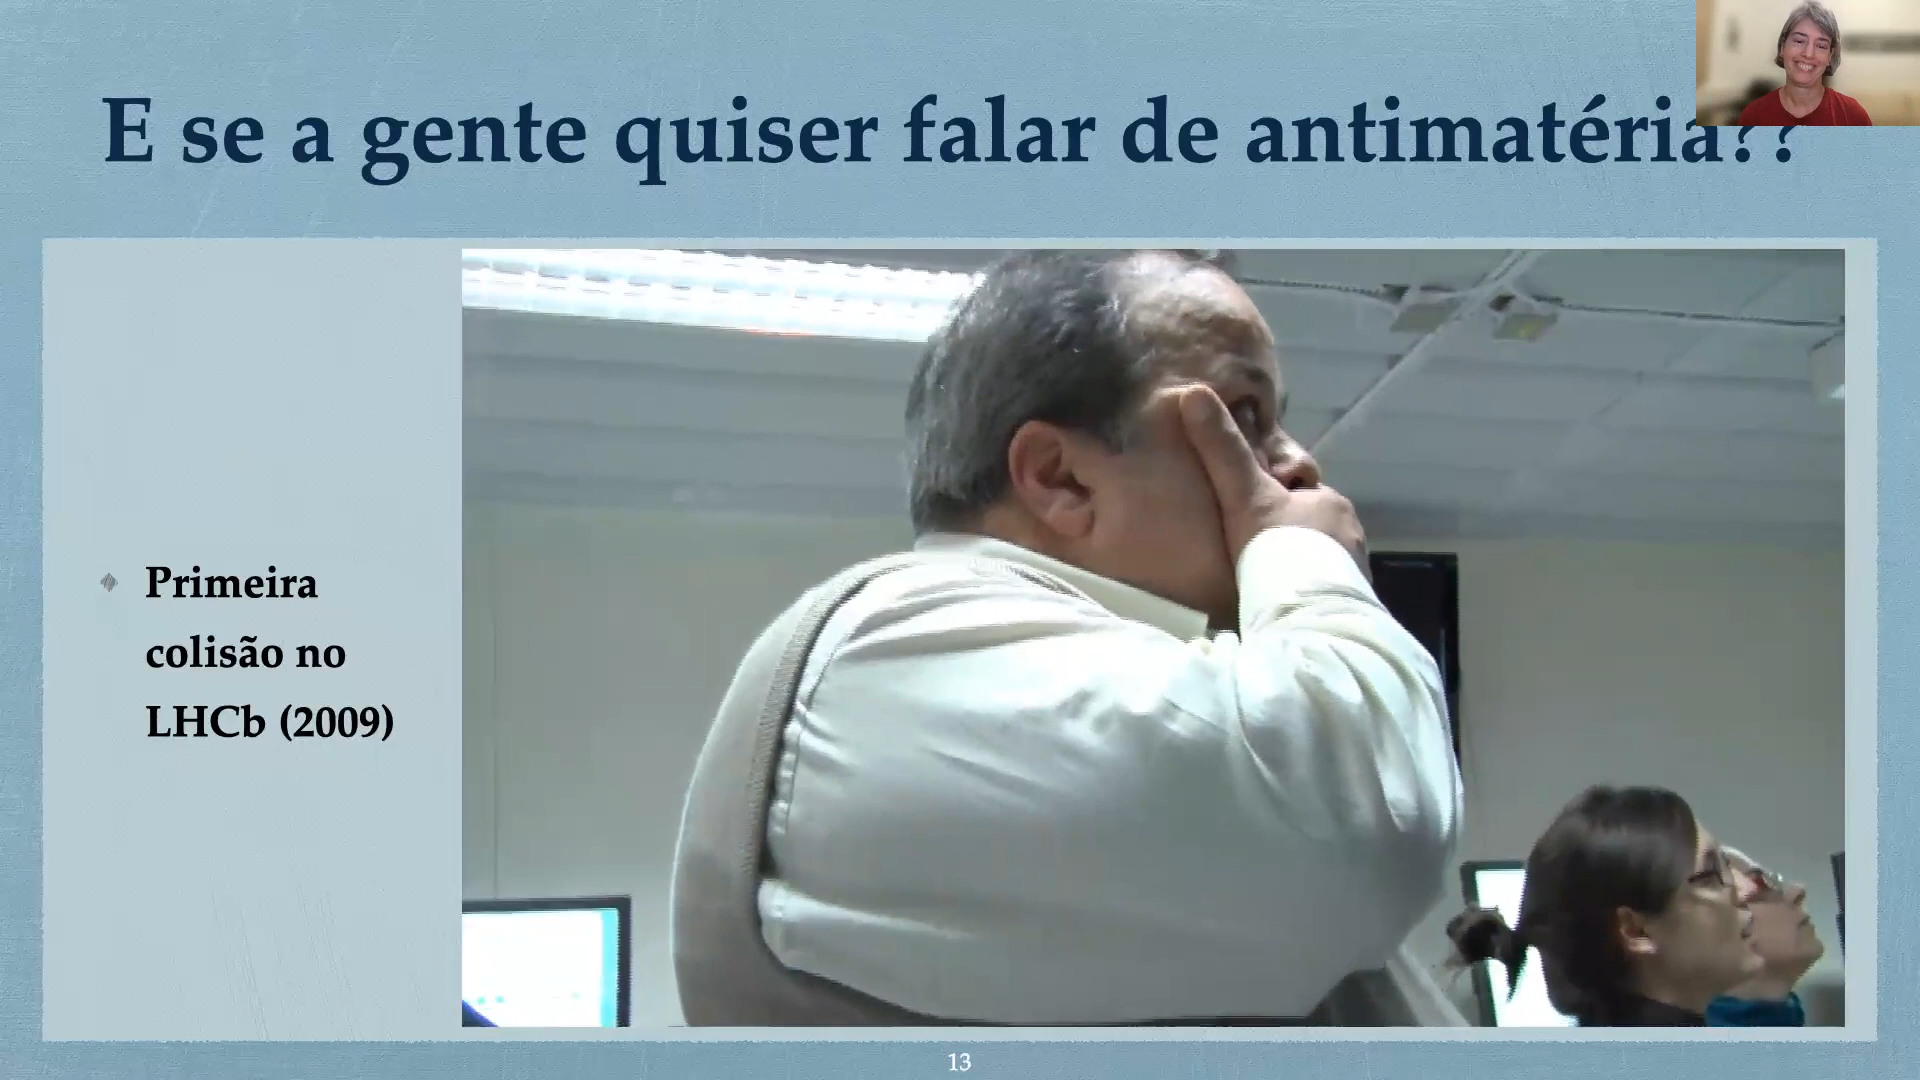 E se a gente quiser falar de antimatéria??
Primeira
colisão no
LHCb (2009)
13